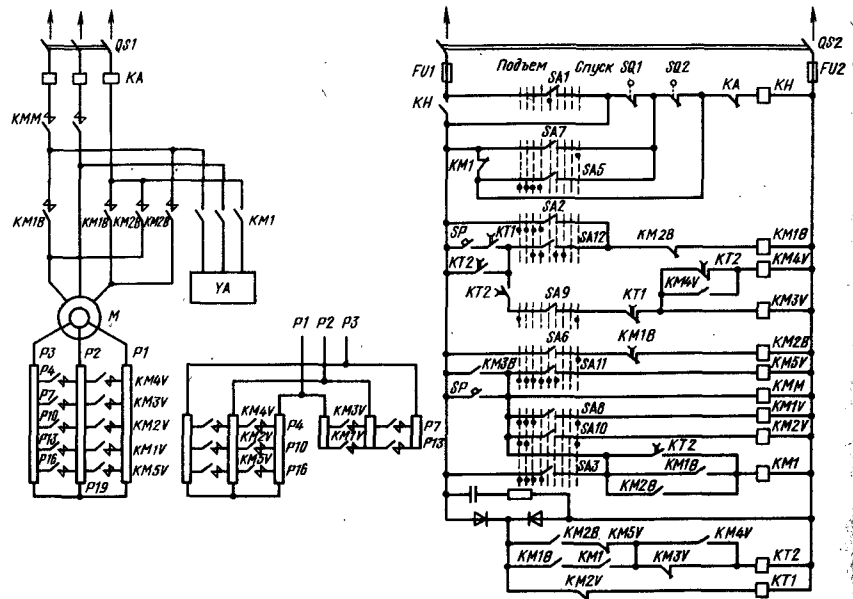 QS1
KA
KMM
KM1B
KM1B
KM2B
KM2B
KM1
YA
M
P3
P2
P1
P4
P7
P10
P13
P16
P19
KM4V
KM3V
KM2V
KM1V
KM5V
P1
P2
P3
KM4V
P4
KM2V
P10
KM5V
P16
KM3V
P7
KM1V
P13
QS2
FU1
FU2
Подъем
Спуск
SA1
SQ1
SQ2
KA
KH
KH
SA7
KM1
SA5
SA2
SP
KT1
SA12
KM2B
KM1B
KT2
KT2
KM4V
KM4V
KT2
SA9
KT1
KM3V
SA6
KM1B
KM2B
KM3B
SA11
KM5V
SP
KMM
SA8
KM1V
SA10
KM2V
KT2
SA3
KM1B
KM1
KM2B
KM2B
KM5V
KM4V
KM1B
KM1
KM3V
KT2
KM2V
KT1